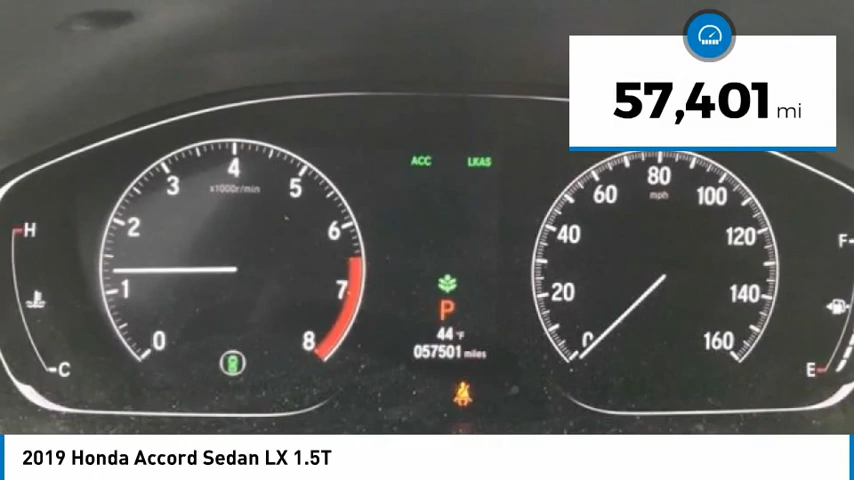 57,401 mi
ACC LKAS
x1000r/min
0 1 2 3 4 5 6 7 8
mph
0 20 40 60 80 100 120 140 160
H
C
F
E
P
44 °F
057501 miles
2019 Honda Accord Sedan LX 1.5T